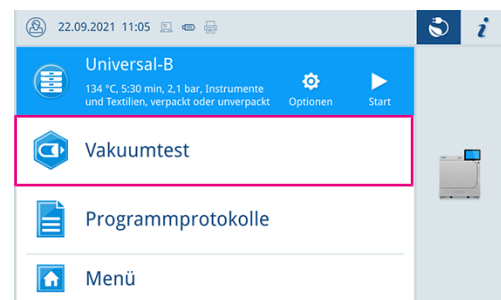 22.09.2021 11:05
i
Universal-B
134 °C, 5:30 min, 2,1 bar, Instrumente
und Textilien, verpackt oder unverpackt
Optionen
Start
Vakuumtest
Programmprotokolle
Menü